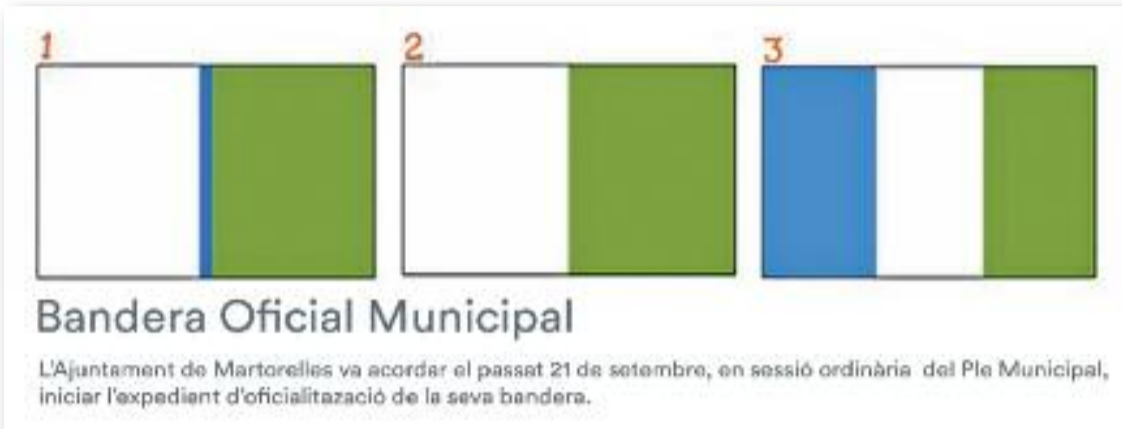 1 2 3
Bandera Oficial Municipal
L'Ajuntament de Martorelles va acordar el passat 21 de setembre, en sessió ordinària del Ple Municipal,
iniciar l'expedient d'oficialització de la seva bandera.